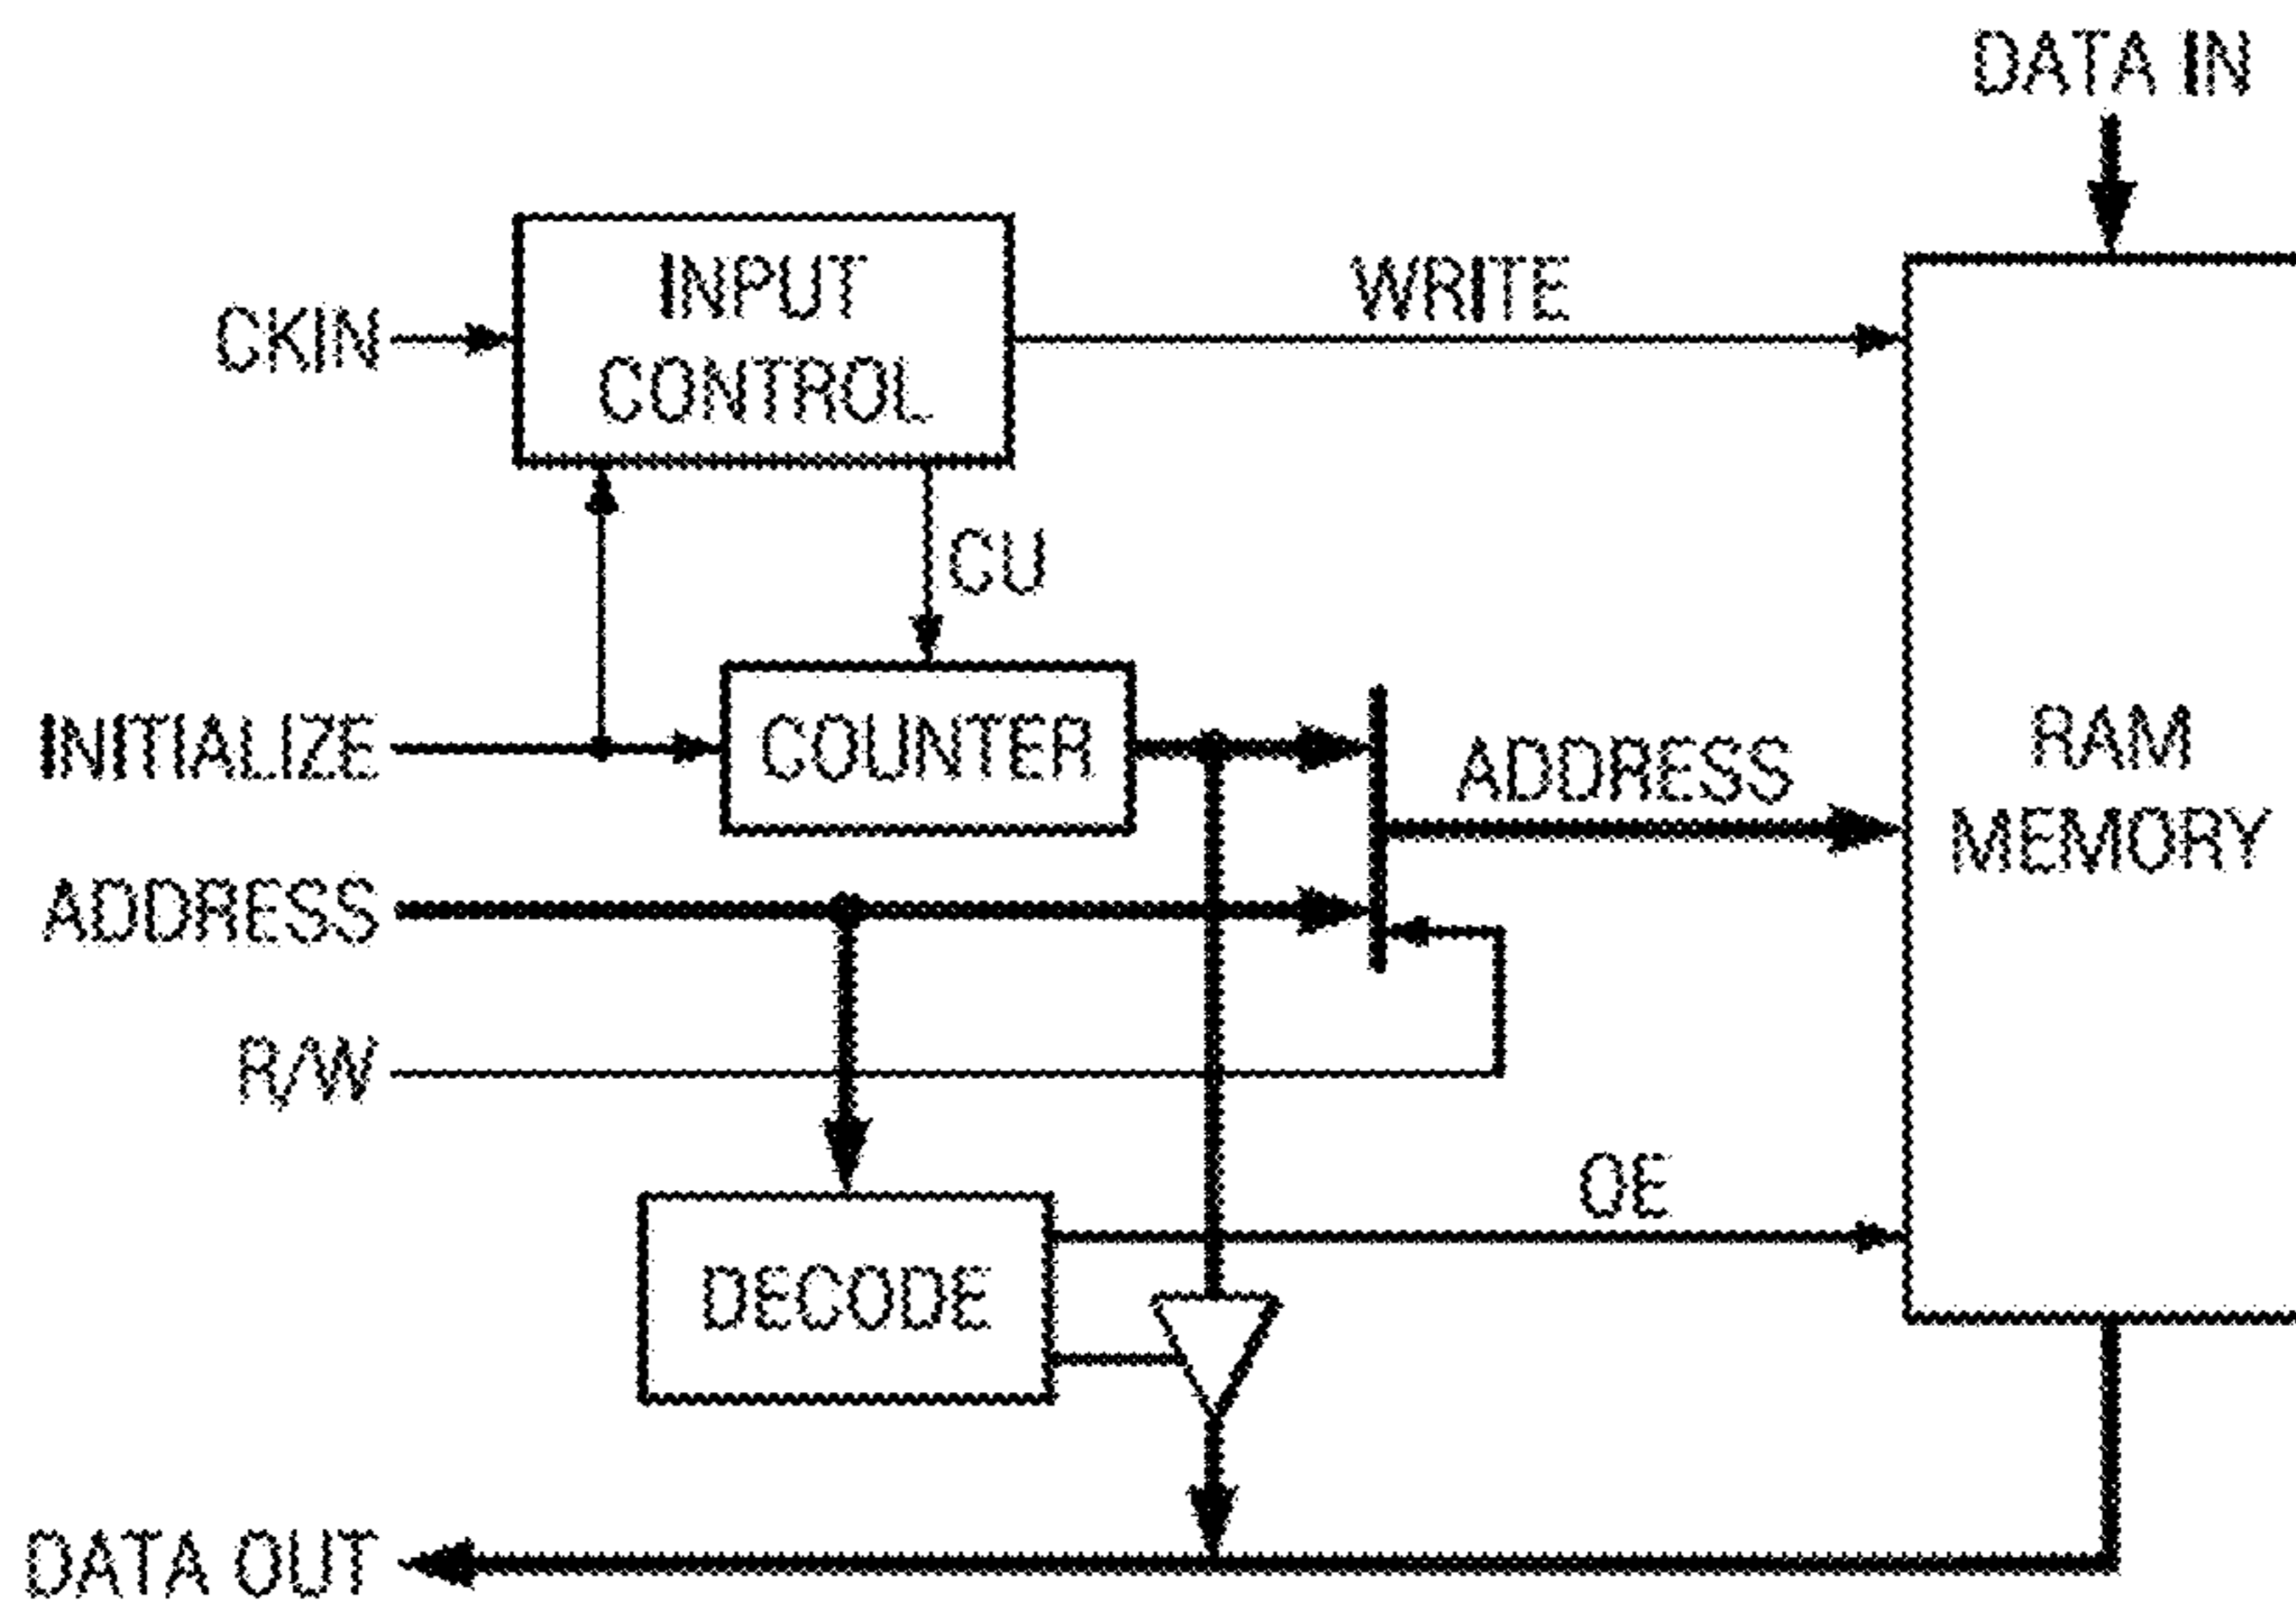 DATA IN
INPUT
CONTROL
WRITE
CKIN
CU
INITIALIZE
COUNTER
ADDRESS
RAM
MEMORY
ADDRESS
R/W
OE
DECODE
DATA OUT